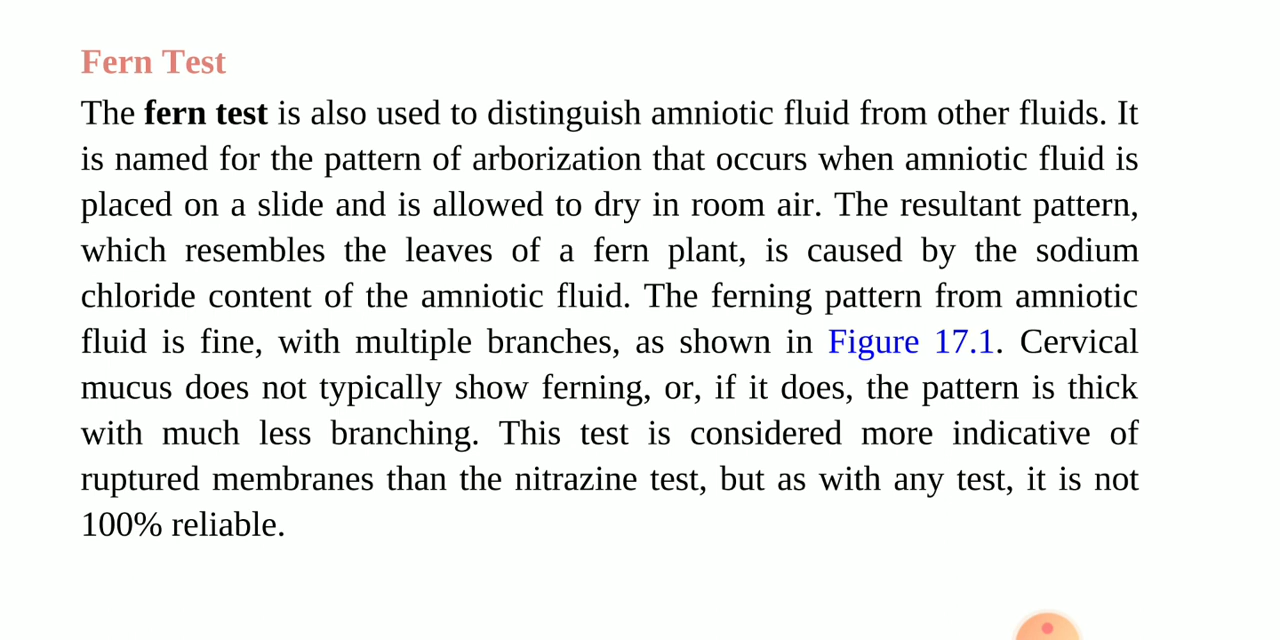 Fern Test
The fern test is also used to distinguish amniotic fluid from other fluids. It
is named for the pattern of arborization that occurs when amniotic fluid is
placed on a slide and is allowed to dry in room air. The resultant pattern,
which resembles the leaves of a fern plant, is caused by the sodium
chloride content of the amniotic fluid. The ferning pattern from amniotic
fluid is fine, with multiple branches, as shown in Figure 17.1. Cervical
mucus does not typically show ferning, or, if it does, the pattern is thick
with much less branching. This test is considered more indicative of
ruptured membranes than the nitrazine test, but as with any test, it is not
100% reliable.